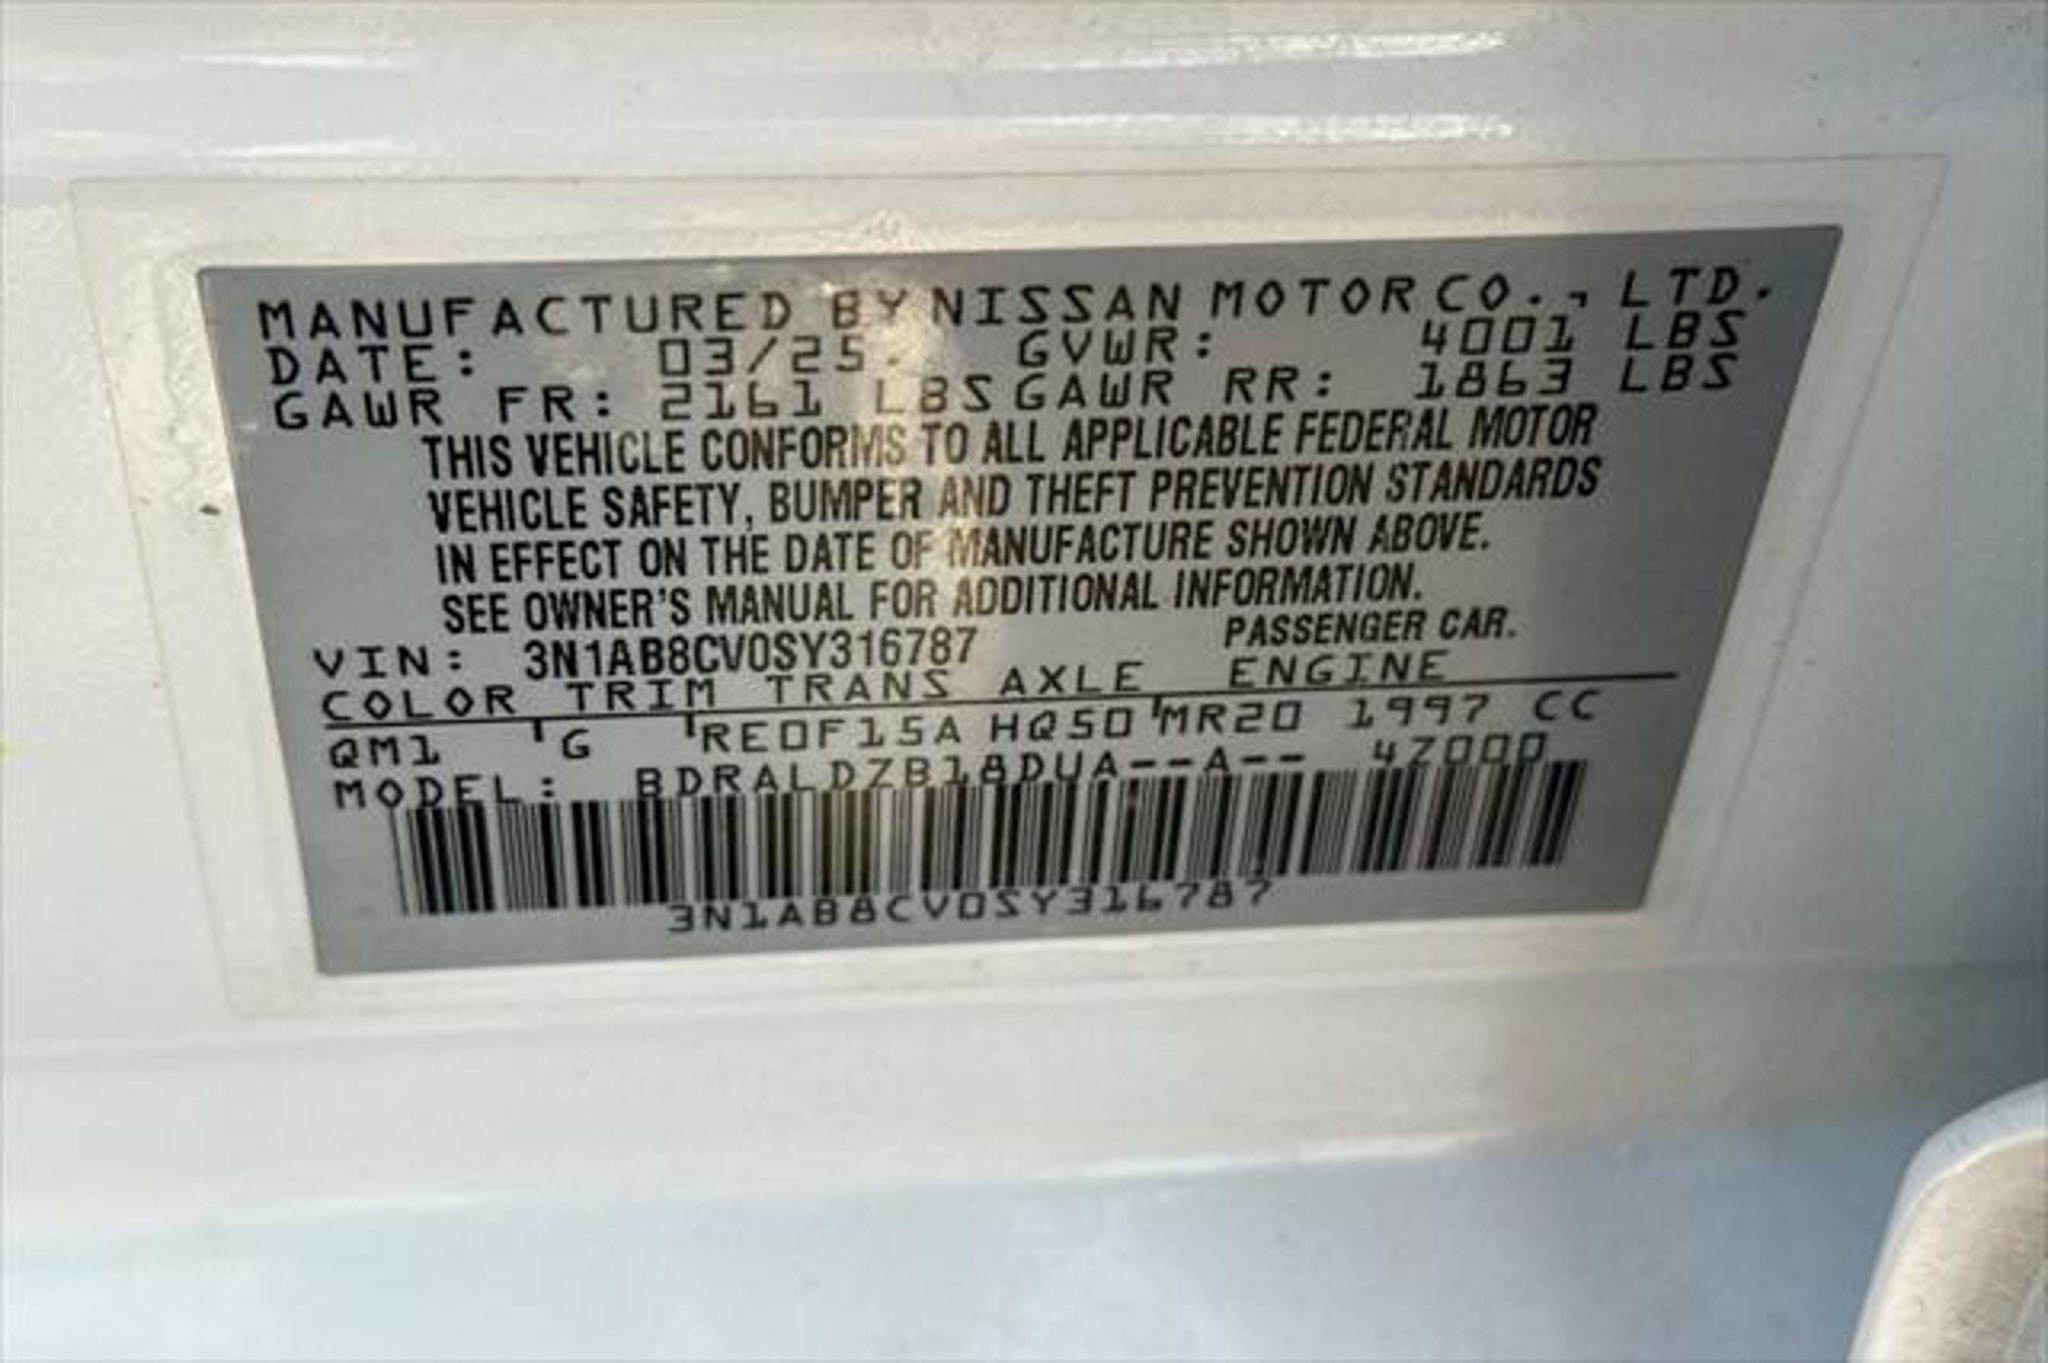 MANUFACTURED BY NISSAN MOTOR CO., LTD.
DATE: 03/25. GVWR: 4001 LBS
GAWR FR: 2161 LBS GAWR RR: 1863 LBS
THIS VEHICLE CONFORMS TO ALL APPLICABLE FEDERAL MOTOR
VEHICLE SAFETY, BUMPER AND THEFT PREVENTION STANDARDS
IN EFFECT ON THE DATE OF MANUFACTURE SHOWN ABOVE.
SEE OWNER'S MANUAL FOR ADDITIONAL INFORMATION.
VIN: 3N1AB8CV0SY316787 PASSENGER CAR.
COLOR TRIM TRANS AXLE ENGINE
QM1 G RE0F15A HQ50 MR20 1997 CC
MODEL: BDRALDZB18DUA--A-- 4Z000
3N1AB8CV0SY316787